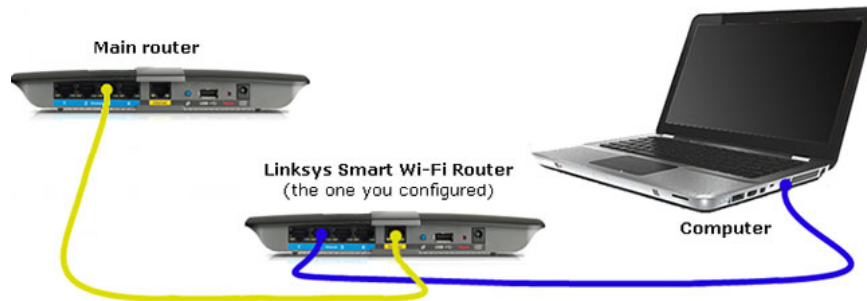 Main router
Linksys Smart Wi-Fi Router
(the one you configured)
Computer